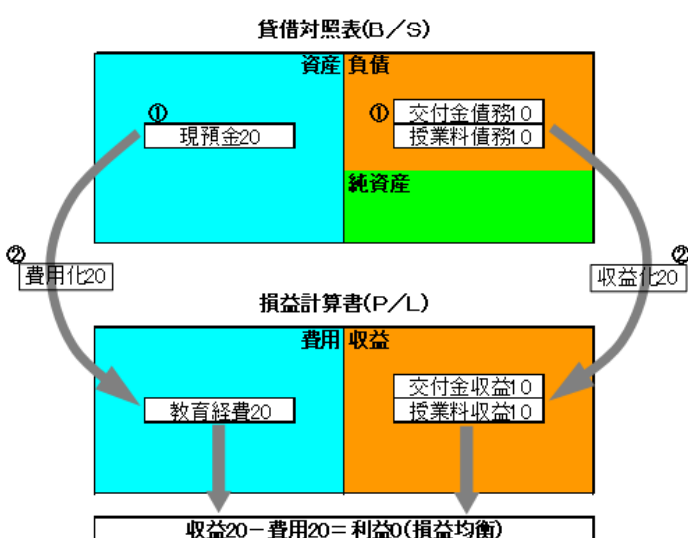 貸借対照表(B/S)
資産 負債
① ①
現預金20 交付金債務10
授業料債務10
純資産
② ②
費用化20 収益化20
損益計算書(P/L)
費用 収益
教育経費20 交付金収益10
授業料収益10
収益20-費用20=利益0(損益均衡)